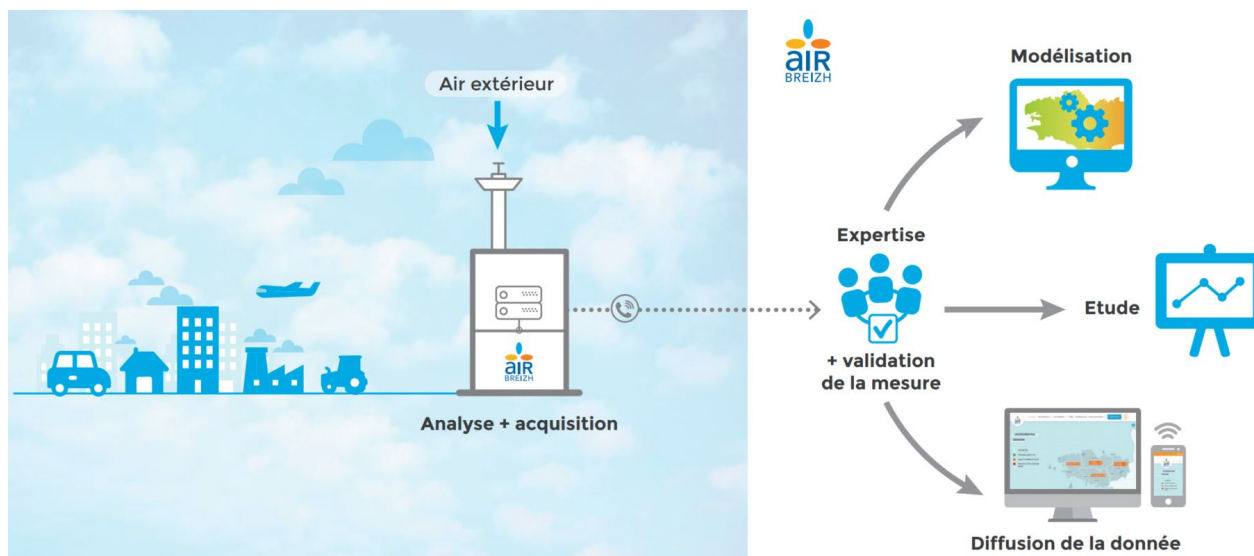 Air extérieur
aiR
BREIZH
Analyse + acquisition
aiR
BREIZH
Expertise
+ validation
de la mesure
Modélisation
Etude
Diffusion de la donnée